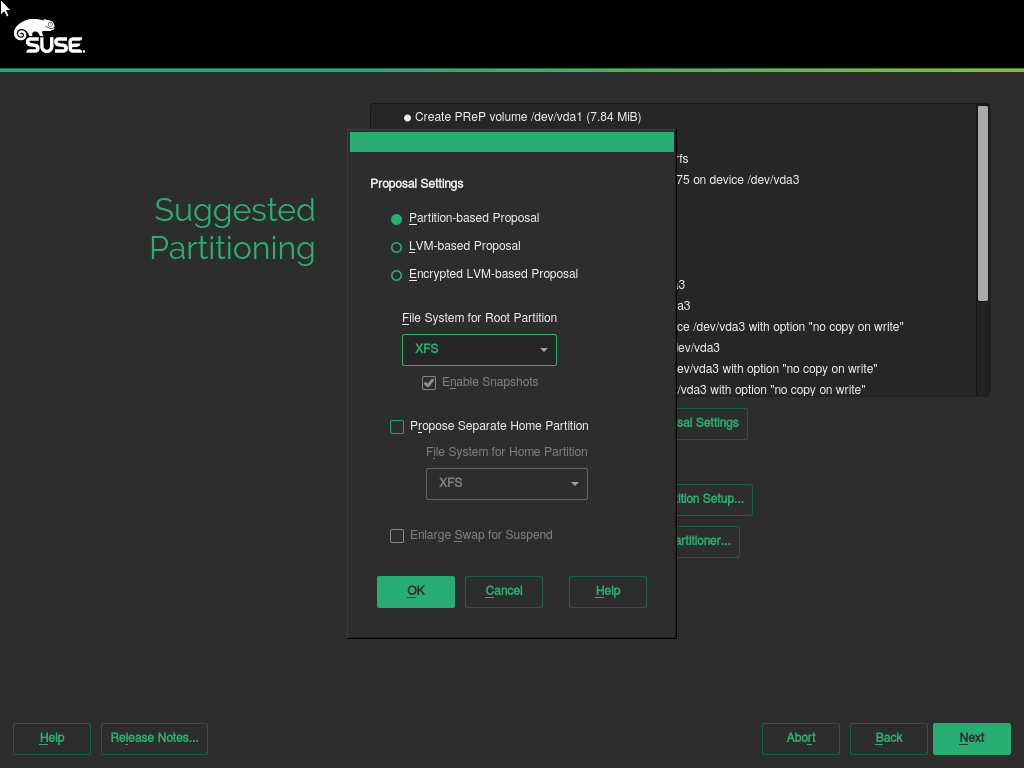 SUSE
Create PReP volume /dev/vda1 (7.84 MiB)
rfs
75 on device /dev/vda3
Suggested
Partitioning
Proposal Settings
Partition-based Proposal
LVM-based Proposal
Encrypted LVM-based Proposal
a3
a3
File System for Root Partition
ce /dev/vda3 with option "no copy on write"
XFS
ev/vda3
ev/vda3 with option "no copy on write"
Enable Snapshots
/vda3 with option "no copy on write"
Propose Separate Home Partition
sal Settings
File System for Home Partition
XFS
ition Setup...
Enlarge Swap for Suspend
artitioner...
OK
Cancel
Help
Help
Release Notes...
Abort
Back
Next